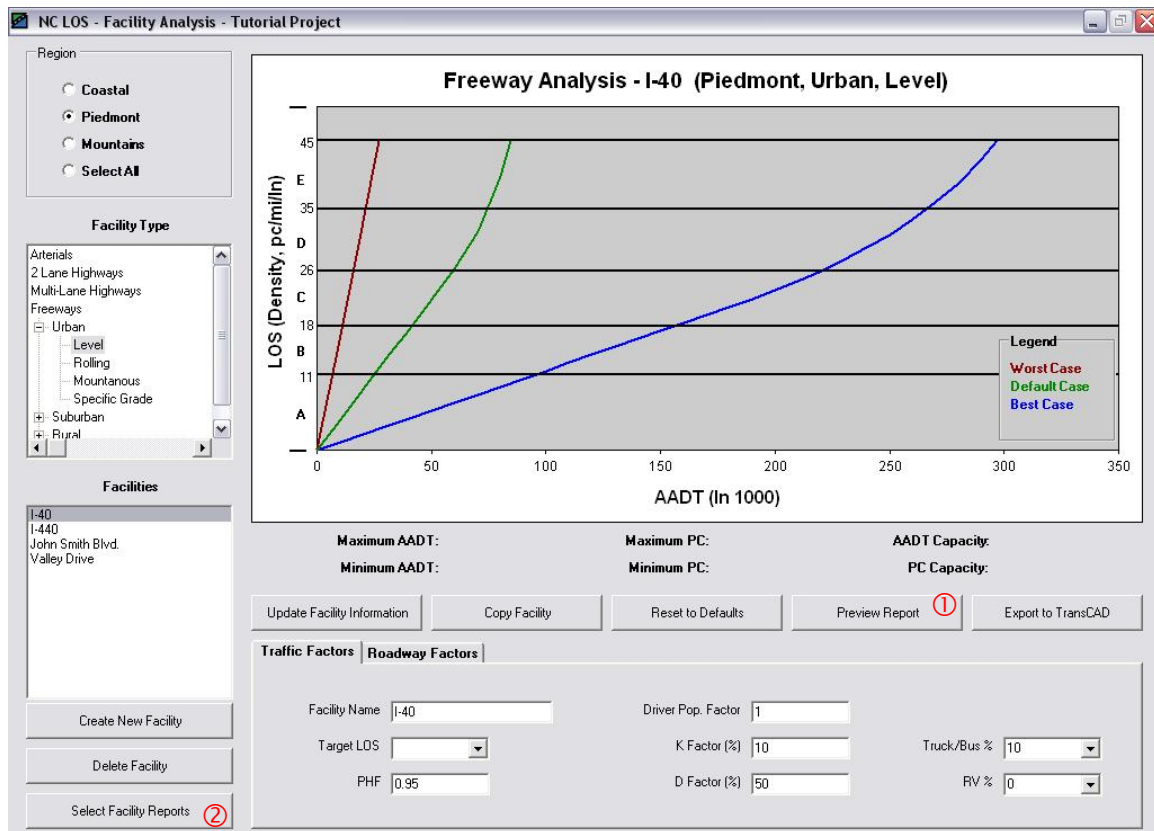 NC LOS - Facility Analysis - Tutorial Project
Region
Coastal
Piedmont
Mountains
Select All
Facility Type
Arterials
2 Lane Highways
Multi-Lane Highways
Freeways
Urban
Level
Rolling
Mountanous
Specific Grade
Suburban
Rural
Facilities
I-40
I-440
John Smith Blvd.
Valley Drive
Create New Facility
Delete Facility
Select Facility Reports ②
Freeway Analysis - I-40 (Piedmont, Urban, Level)
LOS (Density, pc/mi/ln)
45
E
35
D
26
C
18
B
11
A
0 50 100 150 200 250 300 350
AADT (In 1000)
Legend
Worst Case
Default Case
Best Case
Maximum AADT: Maximum PC: AADT Capacity:
Minimum AADT: Minimum PC: PC Capacity:
Update Facility Information Copy Facility Reset to Defaults Preview Report ① Export to TransCAD
Traffic Factors Roadway Factors
Facility Name I-40 Driver Pop. Factor 1
Target LOS K Factor (%) 10 Truck/Bus % 10
PHF 0.95 D Factor (%) 50 RV % 0